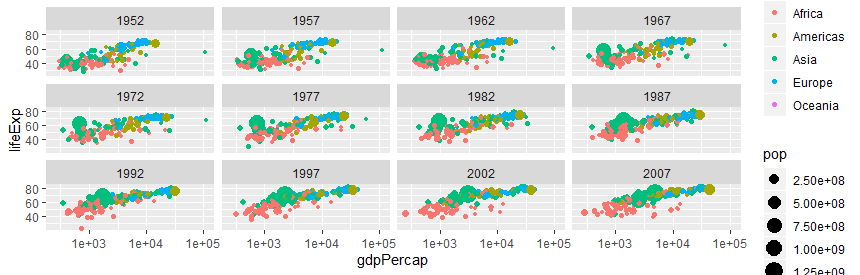 1952 1957 1962 1967
80
60
40
1972 1977 1982 1987
80
60
40
1992 1997 2002 2007
80
60
40
1e+03 1e+04 1e+05 1e+03 1e+04 1e+05 1e+03 1e+04 1e+05 1e+03 1e+04 1e+05
gdpPercap
lifeExp
Africa
Americas
Asia
Europe
Oceania
pop
2.50e+08
5.00e+08
7.50e+08
1.00e+09
1.25e+09